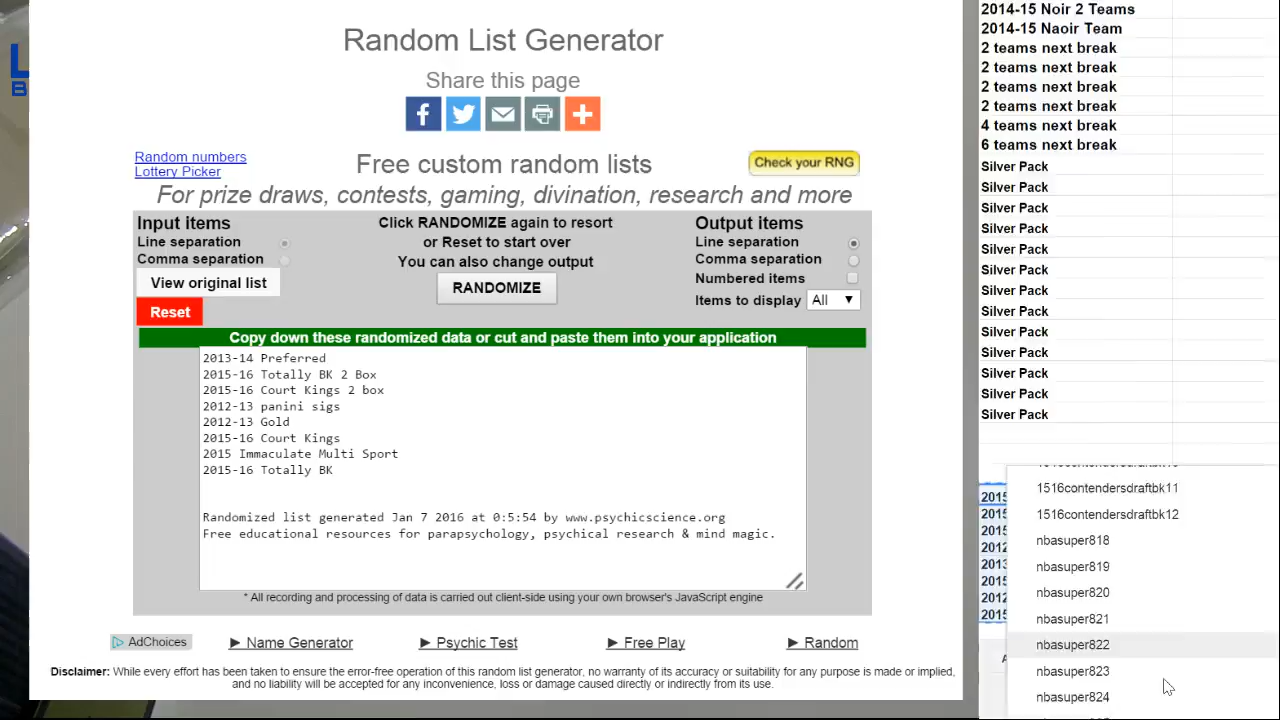 Random List Generator
Share this page
Random numbers
Lottery Picker
Free custom random lists
Check your RNG
For prize draws, contests, gaming, divination, research and more
Input items
Line separation
Comma separation
View original list
Reset
Click RANDOMIZE again to resort
or Reset to start over
You can also change output
RANDOMIZE
Output items
Line separation
Comma separation
Numbered items
Items to display All
Copy down these randomized data or cut and paste them into your application
2013-14 Preferred
2015-16 Totally BK 2 Box
2015-16 Court Kings 2 box
2012-13 panini sigs
2012-13 Gold
2015-16 Court Kings
2015 Immaculate Multi Sport
2015-16 Totally BK
Randomized list generated Jan 7 2016 at 0:5:54 by www.psychicscience.org
Free educational resources for parapsychology, psychical research & mind magic.
* All recording and processing of data is carried out client-side using your own browser's JavaScript engine
AdChoices
► Name Generator
► Psychic Test
► Free Play
► Random
Disclaimer: While every effort has been taken to ensure the error-free operation of this random list generator, no warranty of its accuracy or suitability for any purpose is made or implied,
and no liability will be accepted for any inconvenience, loss or damage caused directly or indirectly from its use.
2014-15 Noir 2 Teams
2014-15 Naoir Team
2 teams next break
2 teams next break
2 teams next break
2 teams next break
4 teams next break
6 teams next break
Silver Pack
Silver Pack
Silver Pack
Silver Pack
Silver Pack
Silver Pack
Silver Pack
Silver Pack
Silver Pack
Silver Pack
Silver Pack
Silver Pack
Silver Pack
1516contendersdraftbk11
1516contendersdraftbk12
nbasuper818
nbasuper819
nbasuper820
nbasuper821
nbasuper822
nbasuper823
nbasuper824